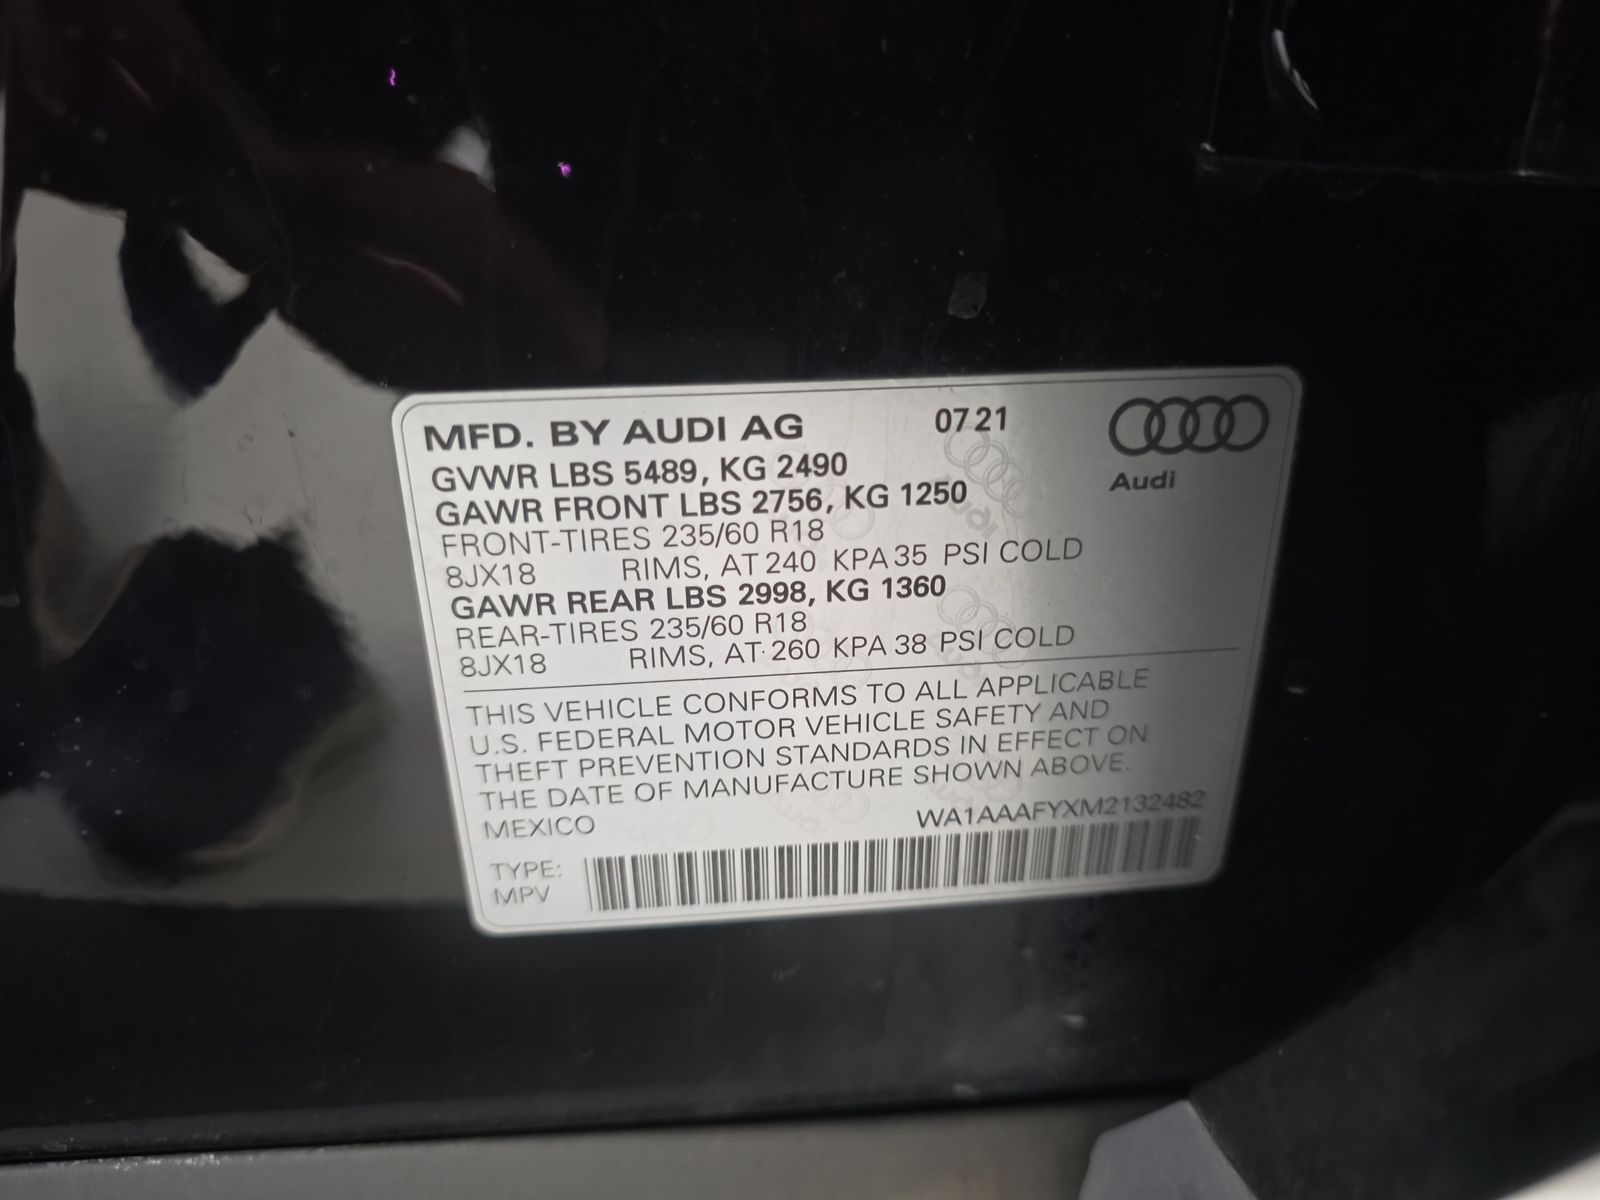 MFD. BY AUDI AG 07 21
GVWR LBS 5489, KG 2490
Audi
GAWR FRONT LBS 2756, KG 1250
FRONT-TIRES 235/60 R18
8JX18 RIMS, AT 240 KPA 35 PSI COLD
GAWR REAR LBS 2998, KG 1360
REAR-TIRES 235/60 R18
8JX18 RIMS, AT 260 KPA 38 PSI COLD
THIS VEHICLE CONFORMS TO ALL APPLICABLE
U.S. FEDERAL MOTOR VEHICLE SAFETY AND
THEFT PREVENTION STANDARDS IN EFFECT ON
THE DATE OF MANUFACTURE SHOWN ABOVE.
MEXICO WA1AAAFYXM2132482
TYPE:
MPV